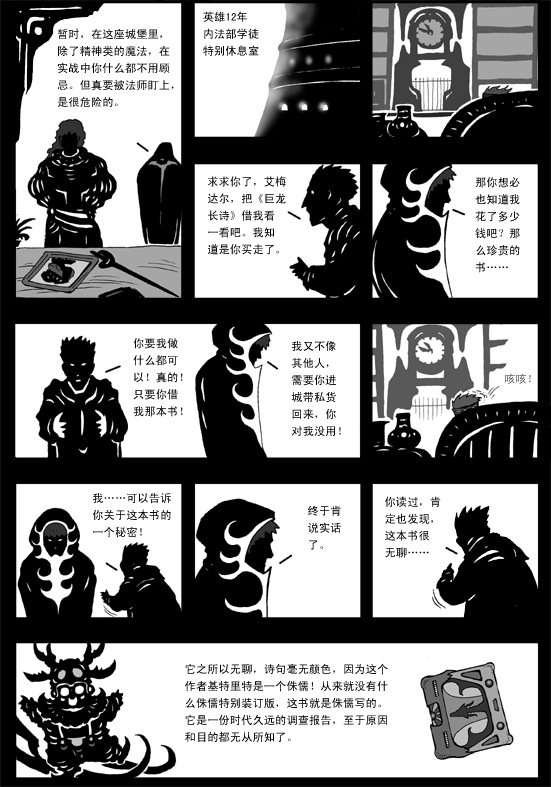 暂时，在这座城堡里，
除了精神类的魔法，在
实战中你什么都不用顾
忌。但真要被法师盯上，
是很危险的。
英雄12年
内法部学徒
特别休息室
求求你了，艾梅
达尔，把《巨龙
长诗》借我看
一看吧。我知
道是你买走了。
那你想必
也知道我
花了多少
钱吧？那
么珍贵的
书……
你要我做
什么都可
以！真的！
只要你借
我那本书！
我又不像
其他人，
需要你进
城带私货
回来，你
对我没用！
咳咳！
我……可以告诉
你关于这本书的
一个秘密！
终于肯
说实话
了。
你读过，肯
定也发现，
这本书很
无聊……
它之所以无聊，诗句毫无颜色，因为这个
作者基特里特是一个侏儒！从来就没有什
么侏儒特别装订版，这书就是侏儒写的。
它是一份时代久远的调查报告，至于原因
和目的都无从所知了。